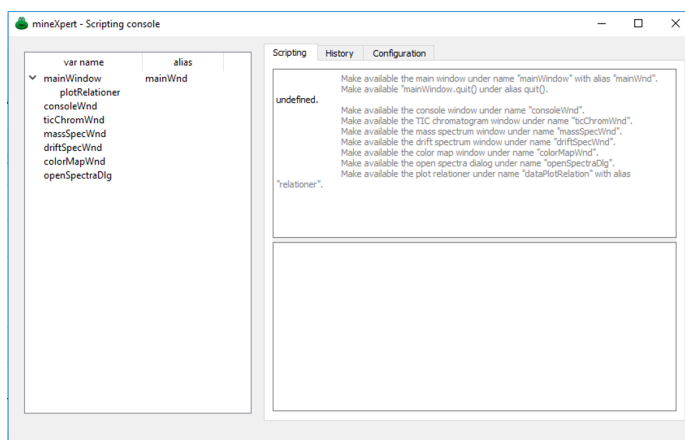 mineXpert - Scripting console
var name alias
mainWindow mainWnd
plotRelationer
consoleWnd
ticChromWnd
massSpecWnd
driftSpecWnd
colorMapWnd
openSpectraDlg
Scripting History Configuration
Make available the main window under name "mainWindow" with alias "mainWnd".
Make available "mainWindow.quit() under alias quit().
undefined.
Make available the console window under name "consoleWnd".
Make available the TIC chromatogram window under name "ticChromWnd".
Make available the mass spectrum window under name "massSpecWnd".
Make available the drift spectrum window under name "driftSpecWnd".
Make available the color map window under name "colorMapWnd".
Make available the open spectra dialog under name "openSpectraDlg".
Make available the plot relationer under name "dataPlotRelation" with alias
"relationer".